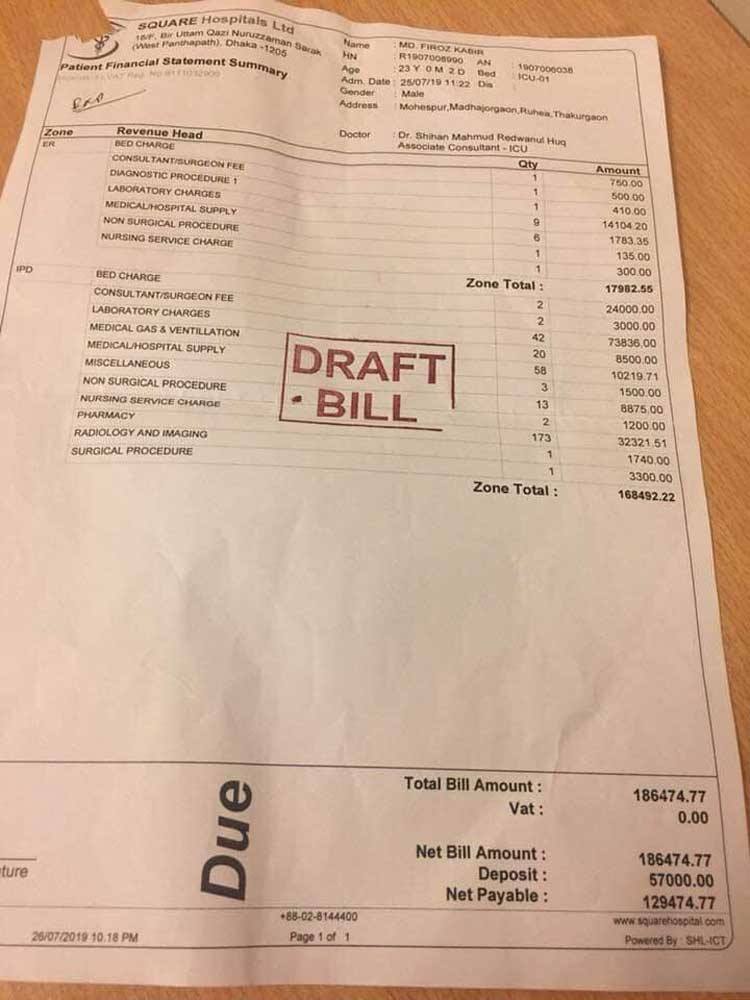 SQUARE Hospitals Ltd
18/F, Bir Uttam Qazi Nuruzzaman Sarak
(West Panthapath), Dhaka -1205
Patient Financial Statement Summary
Name : MD. FIROZ KABIR
HN : R1907008990 AN : 1907006036
Age : 23 Y 0 M 2 D Bed : ICU-01
Adm. Date : 25/07/19 11:22 Dis
Gender : Male
Address : Mohespur,Madhajorgaon,Ruhea,Thakurgaon
Doctor : Dr. Shihan Mahmud Redwanul Huq
Associate Consultant - ICU
Zone Revenue Head Qty Amount
ER BED CHARGE 1 750.00
CONSULTANT/SURGEON FEE 1 500.00
DIAGNOSTIC PROCEDURE 1 1 410.00
LABORATORY CHARGES 9 14104.20
MEDICAL/HOSPITAL SUPPLY 6 1783.35
NON SURGICAL PROCEDURE 1 135.00
NURSING SERVICE CHARGE 1 300.00
Zone Total : 17982.55
IPD BED CHARGE 2 24000.00
CONSULTANT/SURGEON FEE 2 3000.00
LABORATORY CHARGES 42 73836.00
MEDICAL GAS & VENTILLATION 20 8500.00
MEDICAL/HOSPITAL SUPPLY 58 10219.71
MISCELLANEOUS 3 1500.00
NON SURGICAL PROCEDURE 13 8875.00
NURSING SERVICE CHARGE 2 1200.00
PHARMACY 173 32321.51
RADIOLOGY AND IMAGING 1 1740.00
SURGICAL PROCEDURE 1 3300.00
Zone Total : 168492.22
DRAFT
BILL
Due
Total Bill Amount : 186474.77
Vat : 0.00
Net Bill Amount : 186474.77
Deposit : 57000.00
Net Payable : 129474.77
+88-02-8144400
www.squarehospital.com
26/07/2019 10.18 PM
Page 1 of 1
Powered By : SHL-ICT